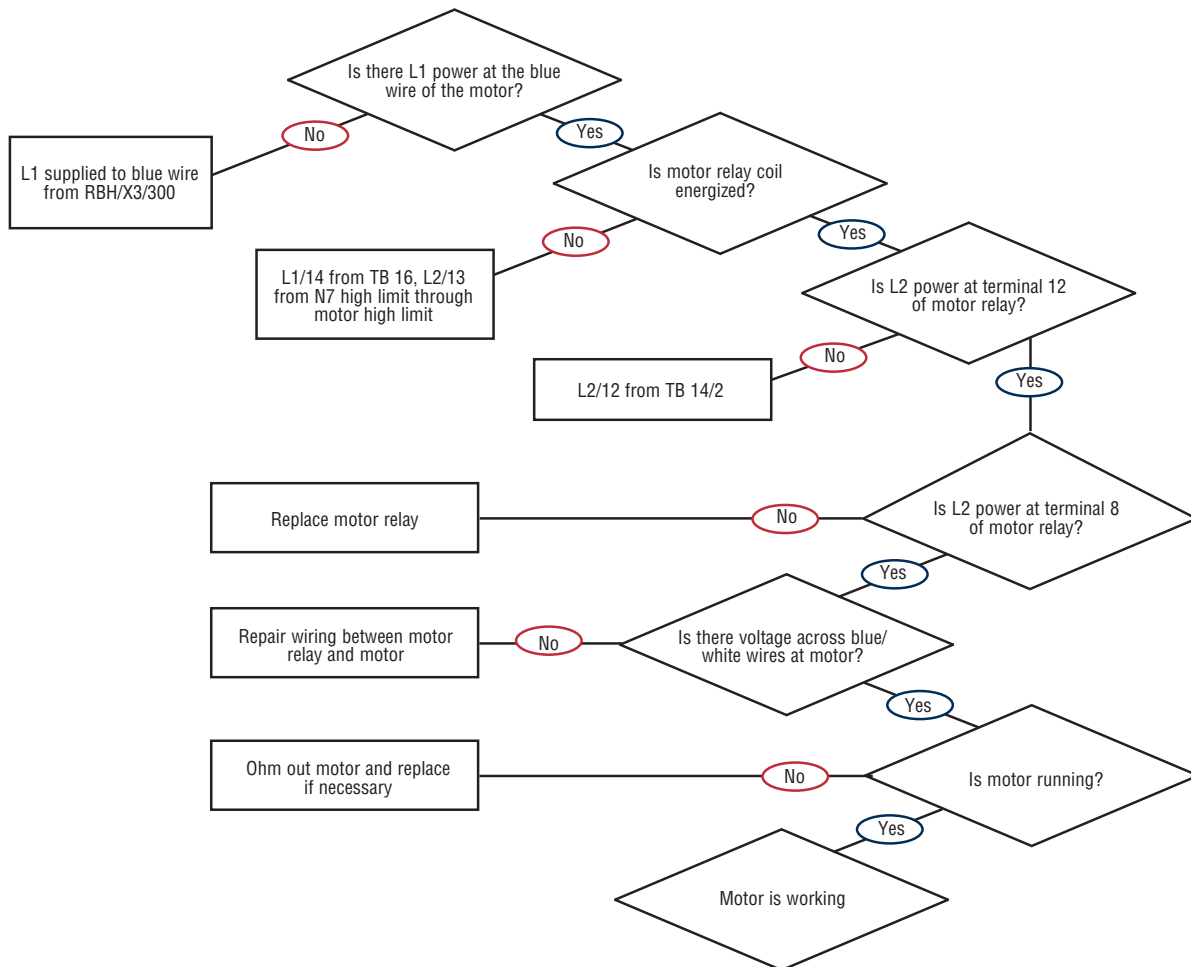 Is there L1 power at the blue
wire of the motor?
No
Yes
L1 supplied to blue wire
from RBH/X3/300
Is motor relay coil
energized?
No
Yes
L1/14 from TB 16, L2/13
from N7 high limit through
motor high limit
Is L2 power at terminal 12
of motor relay?
No
Yes
L2/12 from TB 14/2
Is L2 power at terminal 8
of motor relay?
No
Replace motor relay
Yes
Is there voltage across blue/
white wires at motor?
No
Repair wiring between motor
relay and motor
Yes
Is motor running?
No
Ohm out motor and replace
if necessary
Yes
Motor is working